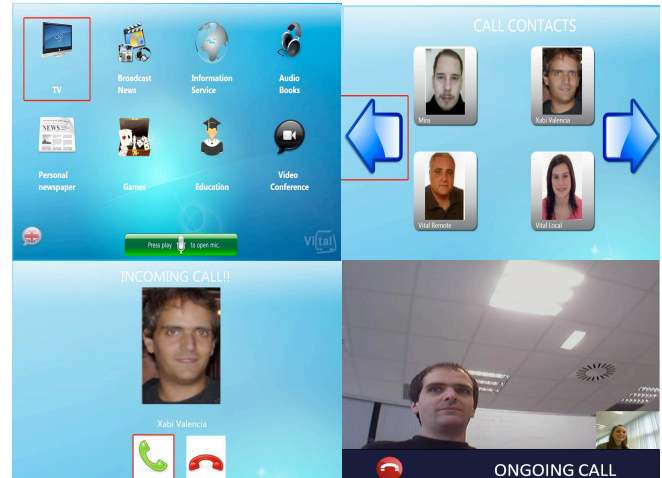 TV
Broadcast
News
Information
Service
Audio
Books
NEWS
Personal
newspaper
Games
Education
Video
Conference
Press play to open mic.
Vital
CALL CONTACTS
Mira
Xabi Valencia
Vital Remote
Vital Local
INCOMING CALL!!
Xabi Valencia
ONGOING CALL